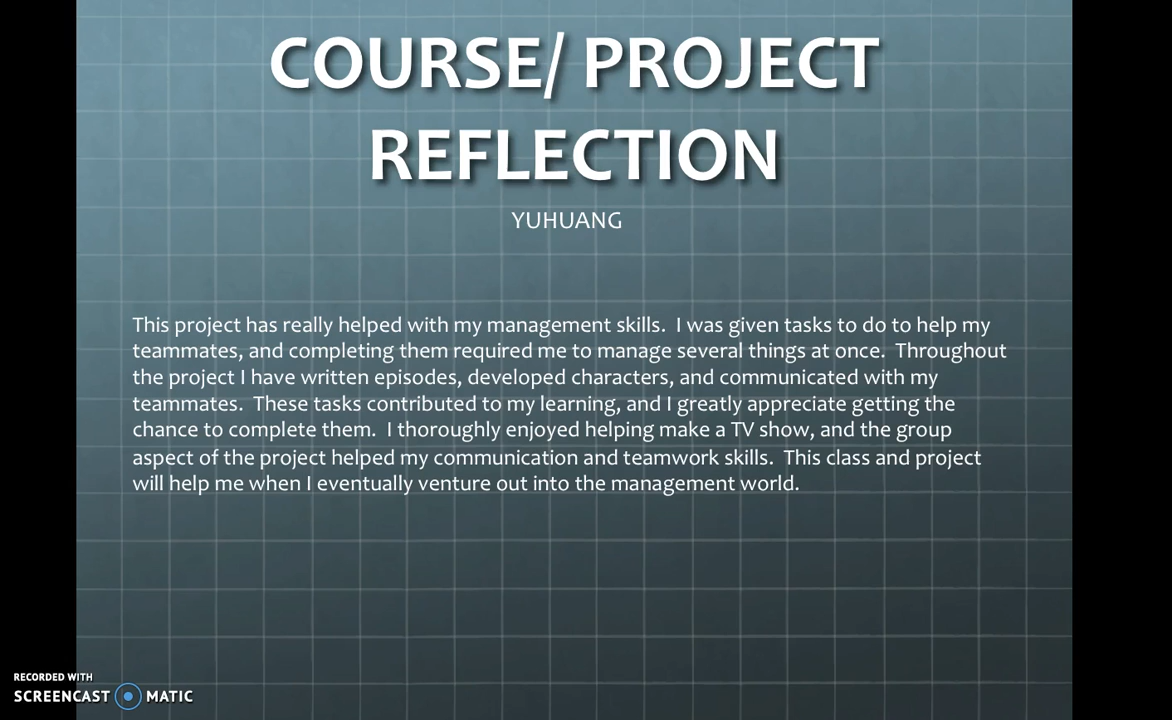 COURSE/ PROJECT
REFLECTION
YUHUANG
This project has really helped with my management skills.  I was given tasks to do to help my
teammates, and completing them required me to manage several things at once.  Throughout
the project I have written episodes, developed characters, and communicated with my
teammates.  These tasks contributed to my learning, and I greatly appreciate getting the
chance to complete them.  I thoroughly enjoyed helping make a TV show, and the group
aspect of the project helped my communication and teamwork skills.  This class and project
will help me when I eventually venture out into the management world.
RECORDED WITH
SCREENCAST MATIC